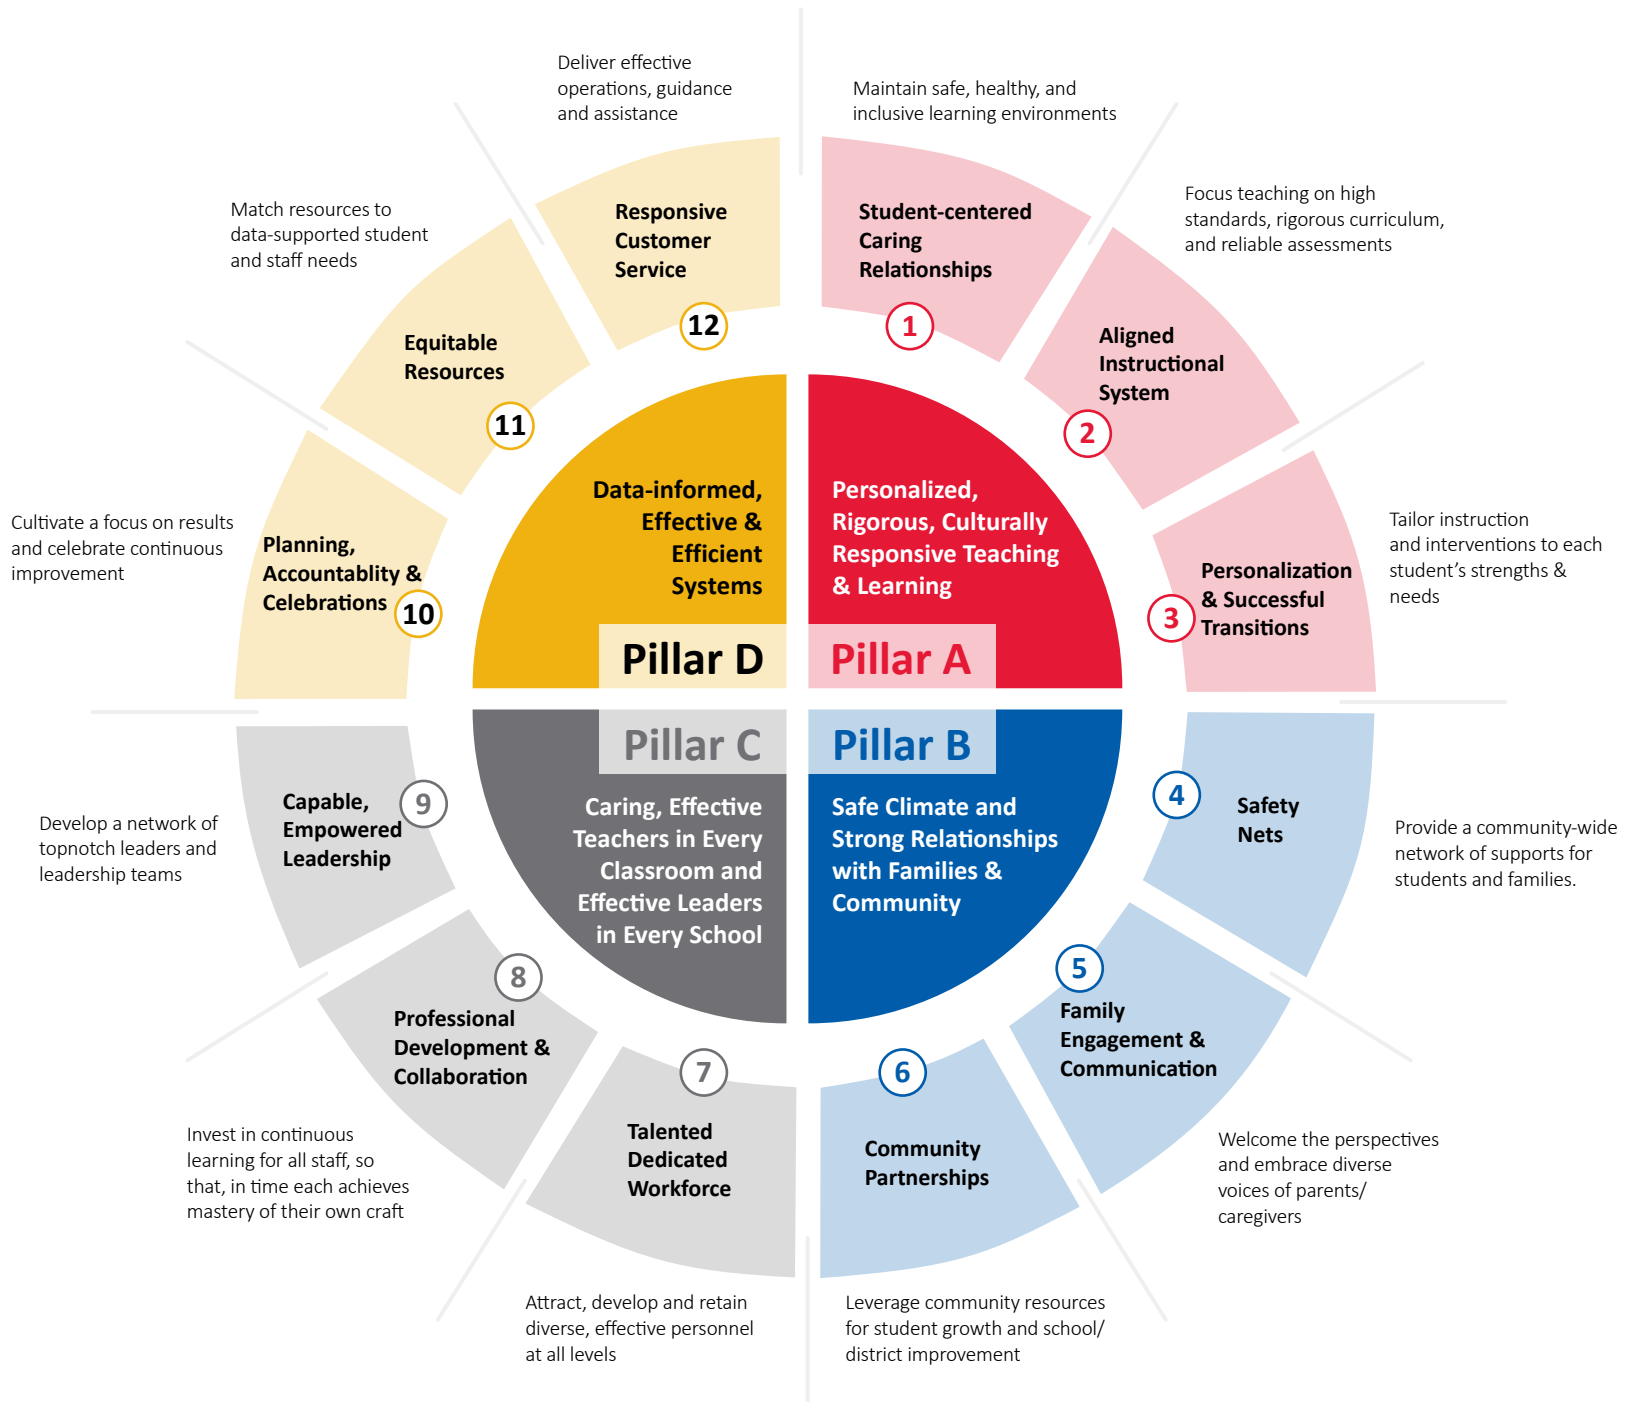 Deliver effective
operations, guidance
and assistance
Maintain safe, healthy, and
inclusive learning environments
Match resources to
data-supported student
and staff needs
Responsive
Customer
Service
12
Student-centered
Caring
Relationships
1
Focus teaching on high
standards, rigorous curriculum,
and reliable assessments
Equitable
Resources
11
Aligned
Instructional
System
2
Cultivate a focus on results
and celebrate continuous
improvement
Planning,
Accountablity &
Celebrations
10
Data-informed,
Effective &
Efficient
Systems
Pillar D
Personalized,
Rigorous, Culturally
Responsive Teaching
& Learning
Pillar A
3
Personalization
& Successful
Transitions
Tailor instruction
and interventions to each
student’s strengths &
needs
Develop a network of
topnotch leaders and
leadership teams
Capable,
Empowered
Leadership
9
Pillar C
Caring, Effective
Teachers in Every
Classroom and
Effective Leaders
in Every School
Pillar B
Safe Climate and
Strong Relationships
with Families &
Community
4
Safety
Nets
Provide a community-wide
network of supports for
students and families.
8
Professional
Development &
Collaboration
5
Family
Engagement &
Communication
Invest in continuous
learning for all staff, so
that, in time each achieves
mastery of their own craft
7
Talented
Dedicated
Workforce
6
Community
Partnerships
Welcome the perspectives
and embrace diverse
voices of parents/
caregivers
Attract, develop and retain
diverse, effective personnel
at all levels
Leverage community resources
for student growth and school/
district improvement